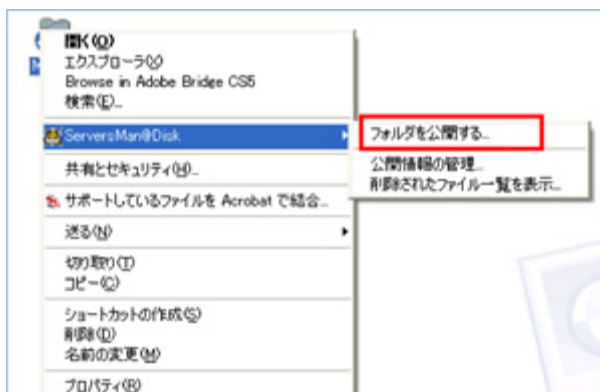 開く(O)
エクスプローラ(X)
Browse in Adobe Bridge CS5
検索(E)...
ServersMan@Disk
フォルダを公開する...
共有とセキュリティ(H)...
公開情報の管理...
削除されたファイル一覧を表示...
サポートしているファイルを Acrobat で結合...
送る(N)
切り取り(T)
コピー(C)
ショートカットの作成(S)
削除(D)
名前の変更(M)
プロパティ(R)